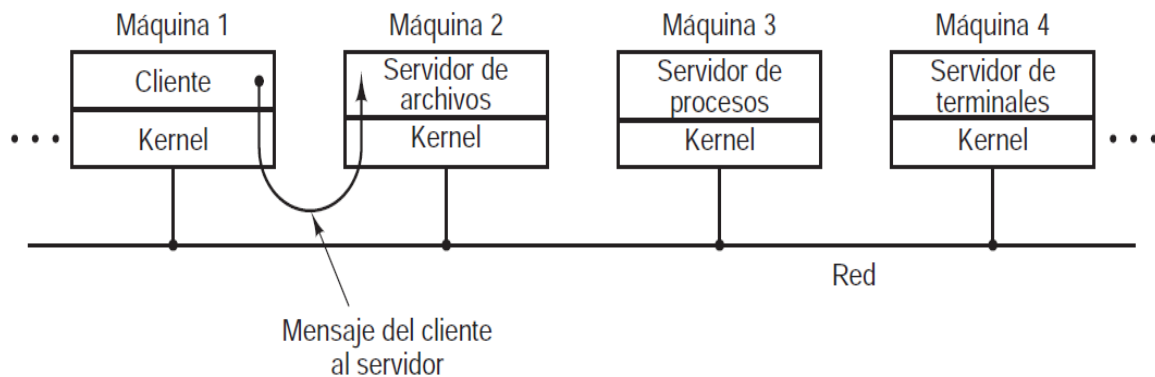 Máquina 1
Máquina 2
Máquina 3
Máquina 4
Cliente
Servidor de
archivos
Servidor de
procesos
Servidor de
terminales
Kernel
Kernel
Kernel
Kernel
Red
Mensaje del cliente
al servidor